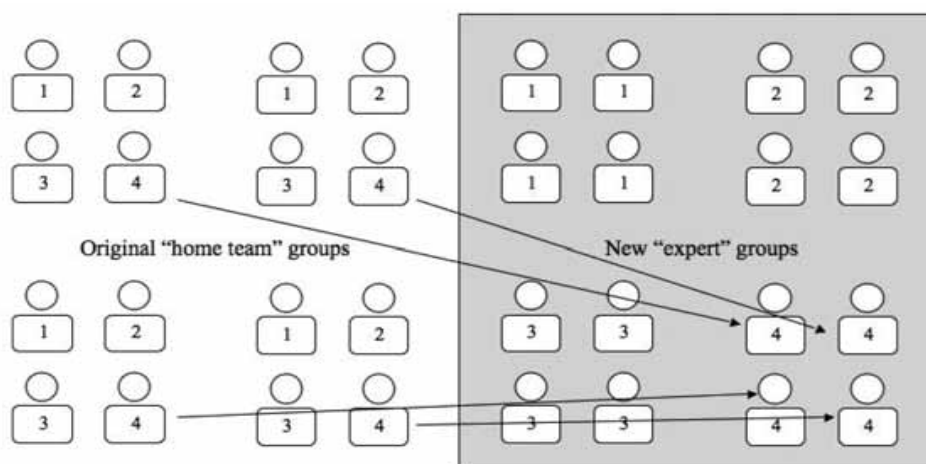 1 2 1 2 1 1 2 2
3 4 3 4 1 1 2 2
Original “home team” groups New “expert” groups
1 2 1 2 3 3 4 4
3 4 3 4 3 3 4 4